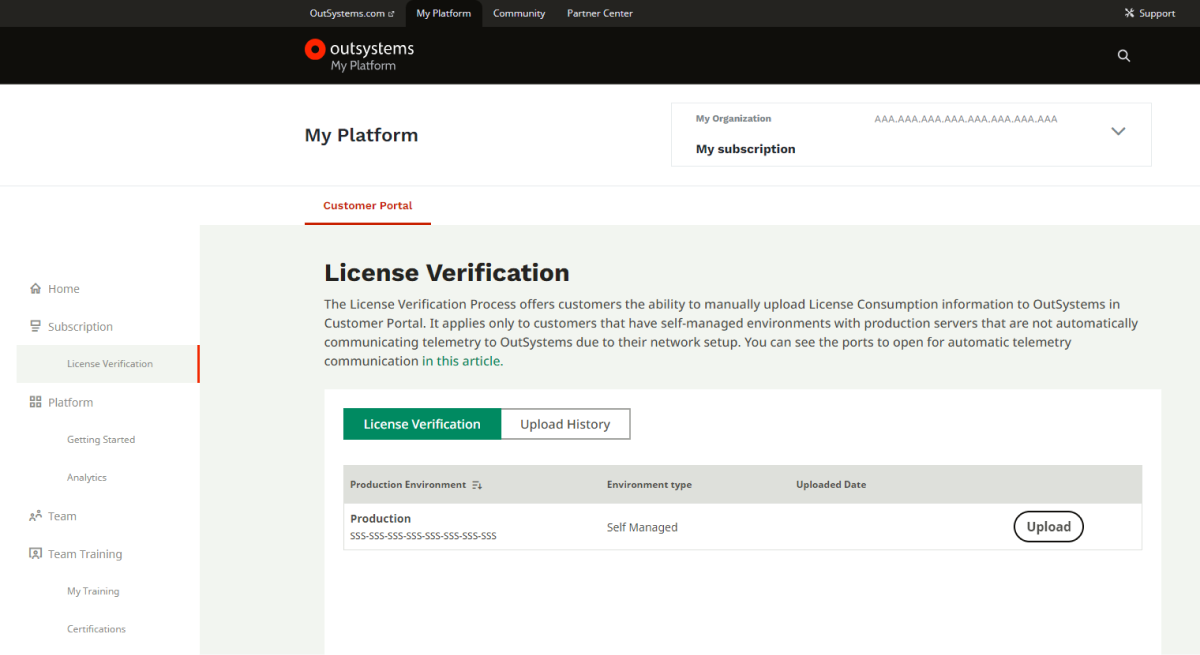 OutSystems.com
My Platform
Community
Partner Center
Support
outsystems
My Platform
My Platform
My Organization
AAA.AAA.AAA.AAA.AAA.AAA.AAA.AAA
My subscription
Customer Portal
Home
Subscription
License Verification
Platform
Getting Started
Analytics
Team
Team Training
My Training
Certifications
License Verification
The License Verification Process offers customers the ability to manually upload License Consumption information to OutSystems in
Customer Portal. It applies only to customers that have self-managed environments with production servers that are not automatically
communicating telemetry to OutSystems due to their network setup. You can see the ports to open for automatic telemetry
communication in this article.
License Verification
Upload History
Production Environment
Environment type
Uploaded Date
Production
SSS-SSS-SSS-SSS-SSS-SSS-SSS-SSS
Self Managed
Upload